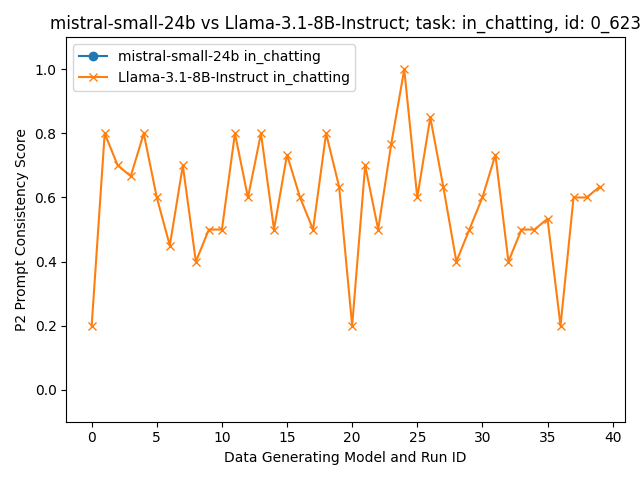 mistral-small-24b vs Llama-3.1-8B-Instruct; task: in_chatting, id: 0_623
mistral-small-24b in_chatting
Llama-3.1-8B-Instruct in_chatting
P2 Prompt Consistency Score
1.0
0.8
0.6
0.4
0.2
0.0
0 5 10 15 20 25 30 35 40
Data Generating Model and Run ID